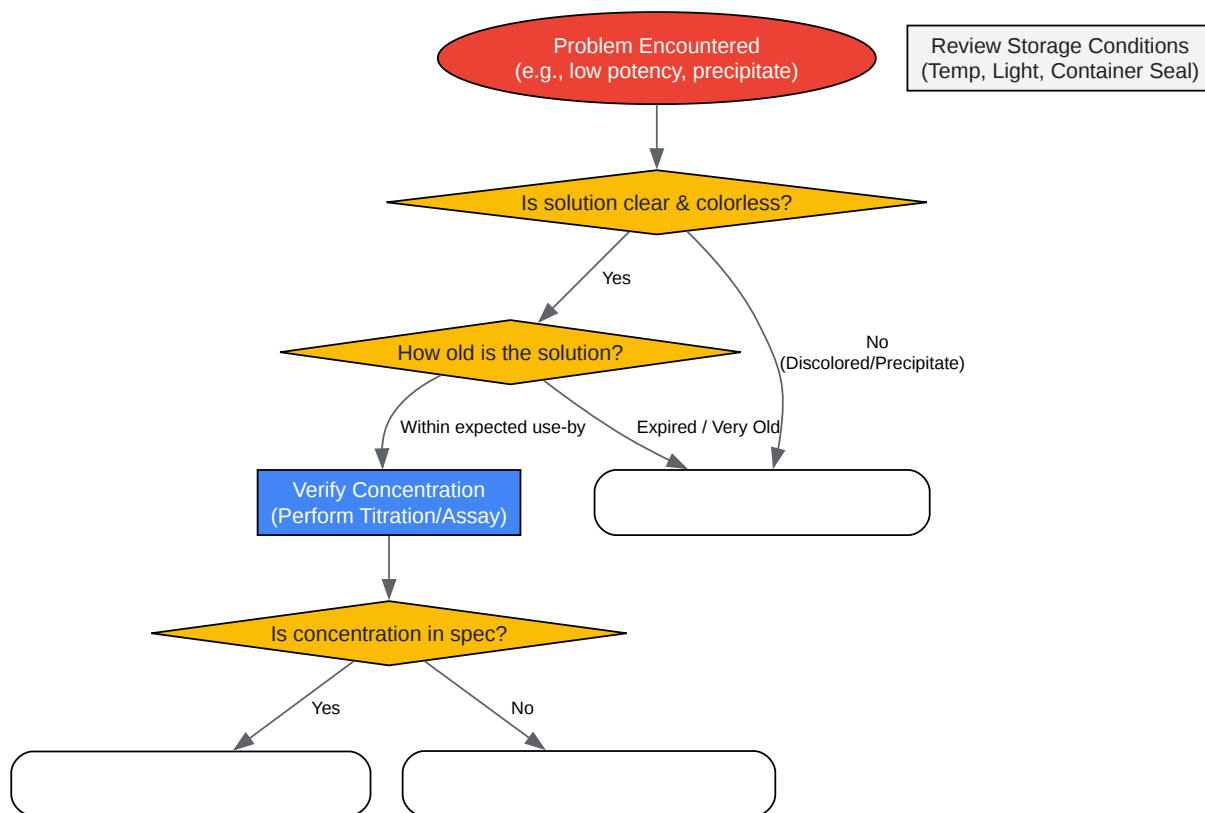 Problem Encountered
(e.g., low potency, precipitate)
Review Storage Conditions
(Temp, Light, Container Seal)
Is solution clear & colorless?
Yes
How old is the solution?
No
(Discolored/Precipitate)
Within expected use-by
Expired / Very Old
Verify Concentration
(Perform Titration/Assay)
Is concentration in spec?
Yes
No